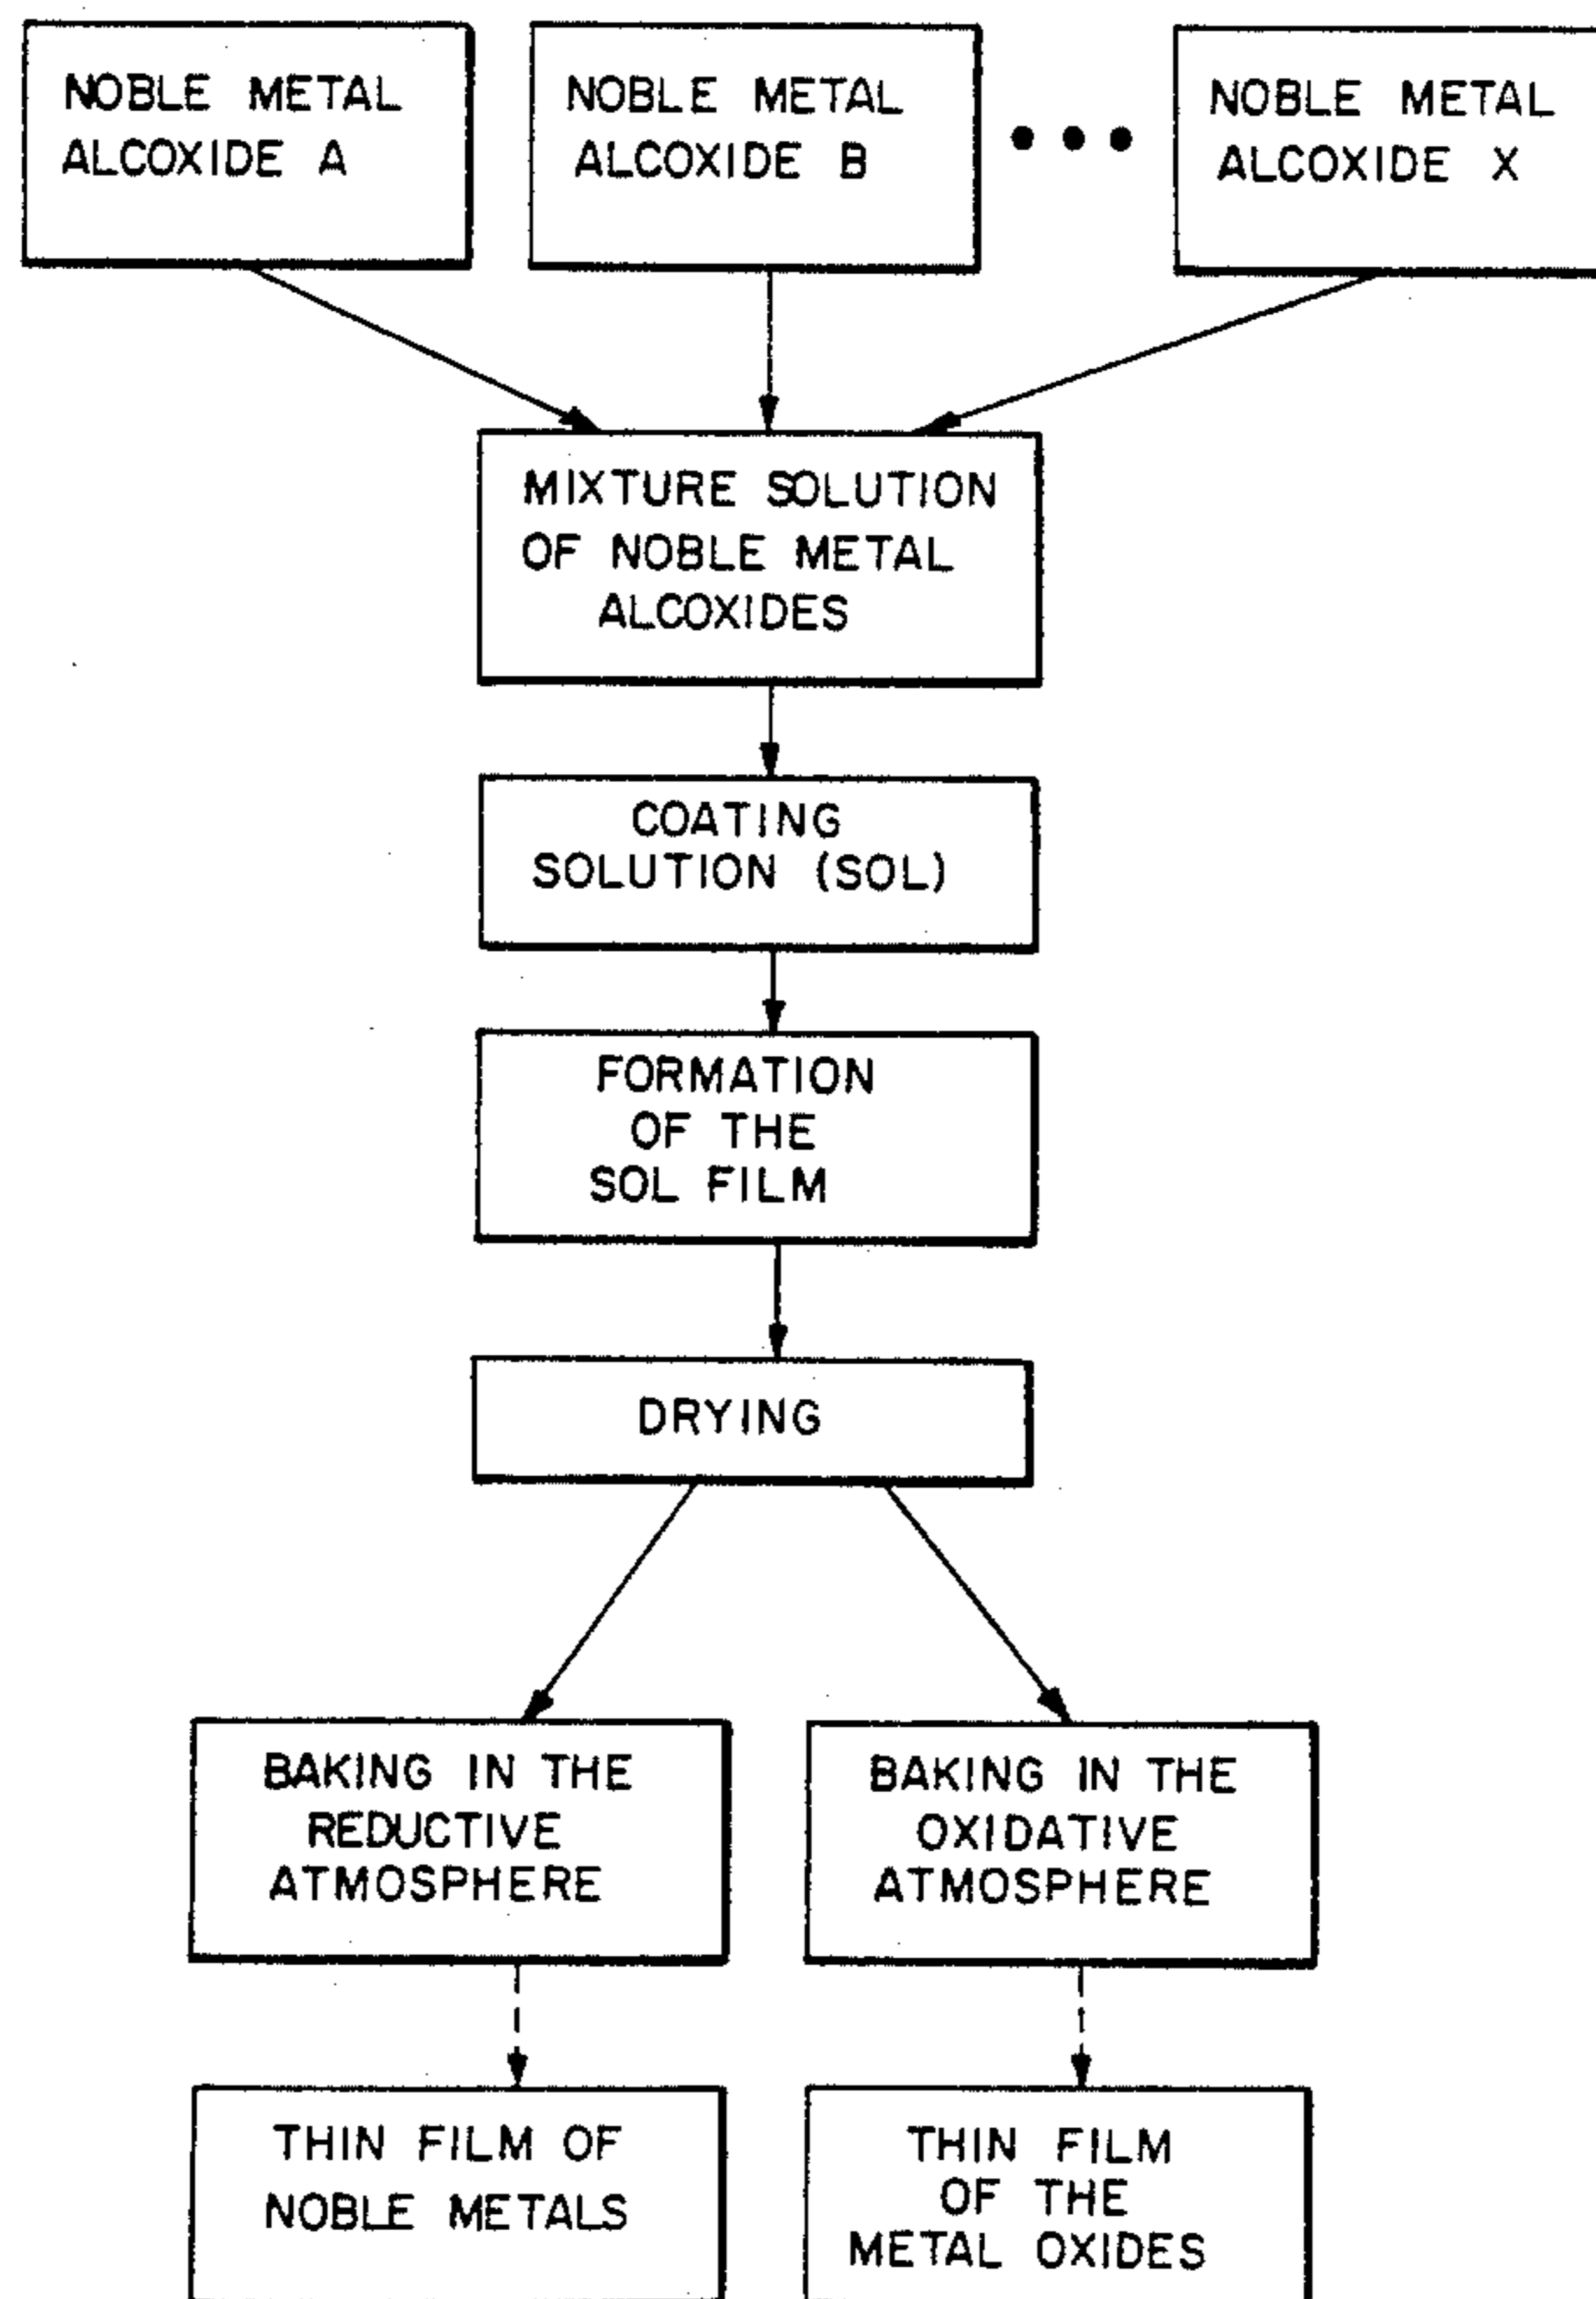 NOBLE METAL
ALCOXIDE A
NOBLE METAL
ALCOXIDE B
NOBLE METAL
ALCOXIDE X
MIXTURE SOLUTION
OF NOBLE METAL
ALCOXIDES
COATING
SOLUTION (SOL)
FORMATION
OF THE
SOL FILM
DRYING
BAKING IN THE
REDUCTIVE
ATMOSPHERE
BAKING IN THE
OXIDATIVE
ATMOSPHERE
THIN FILM OF
NOBLE METALS
THIN FILM
OF THE
METAL OXIDES